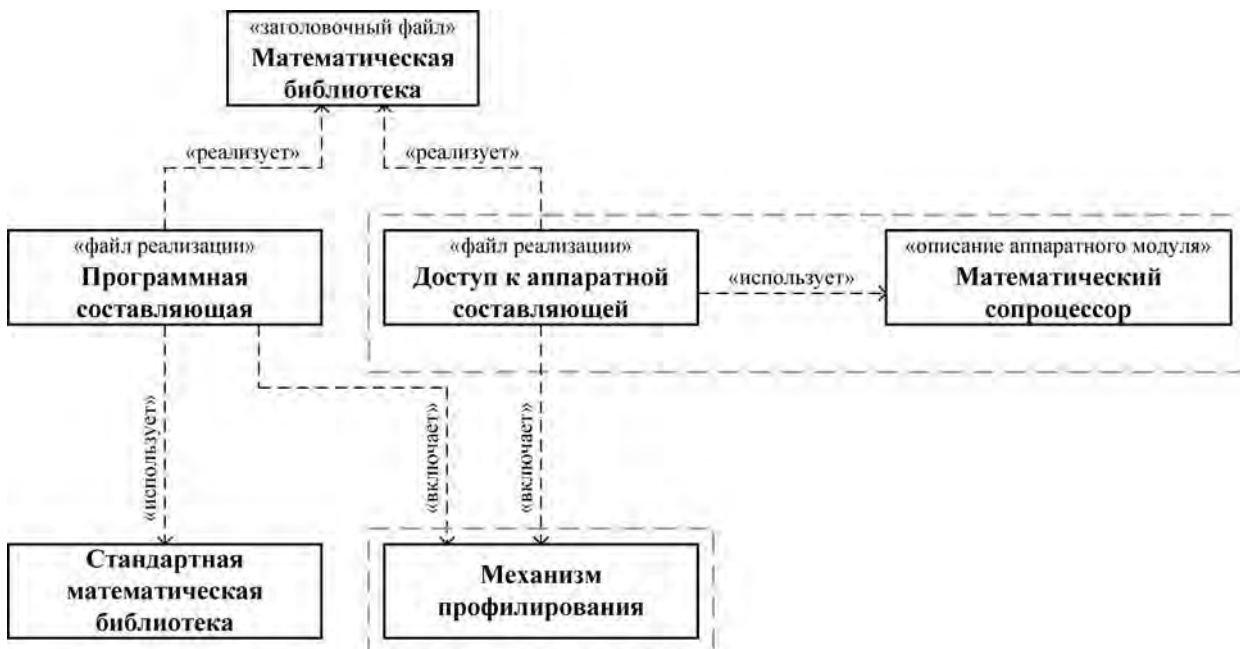 «заголовочный файл»
Математическая
библиотека
«реализует»
«реализует»
«файл реализации»
Программная
составляющая
«файл реализации»
Доступ к аппаратной
составляющей
«использует»
«описание аппаратного модуля»
Математический
сопроцессор
«использует»
«включает»
«включает»
Стандартная
математическая
библиотека
Механизм
профилирования